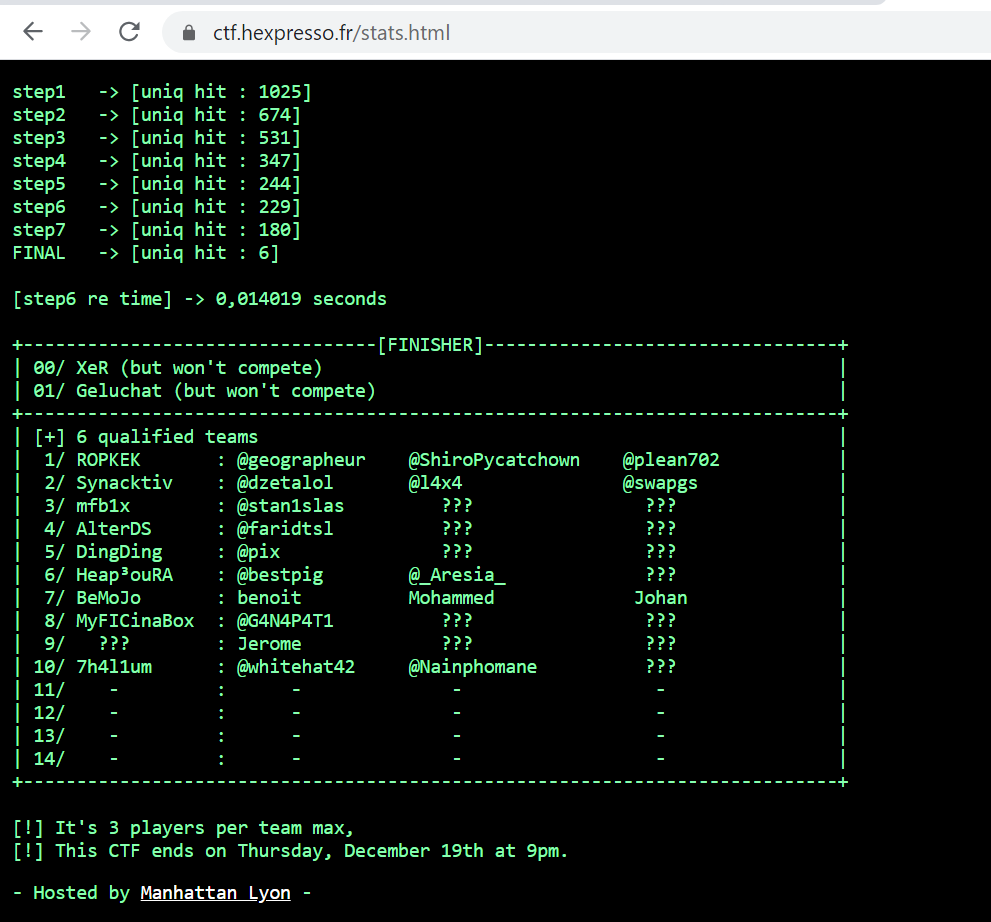 ctf.hexpresso.fr/stats.html
step1   -> [uniq hit : 1025]
step2   -> [uniq hit : 674]
step3   -> [uniq hit : 531]
step4   -> [uniq hit : 347]
step5   -> [uniq hit : 244]
step6   -> [uniq hit : 229]
step7   -> [uniq hit : 180]
FINAL   -> [uniq hit : 6]
[step6 re time] -> 0,014019 seconds
+---------------------------------[FINISHER]---------------------------------+
| 00/ XeR (but won't compete)                                                |
| 01/ Geluchat (but won't compete)                                           |
+----------------------------------------------------------------------------+
| [+] 6 qualified teams                                                      |
|  1/ ROPKEK       : @geographeur    @ShiroPycatchown    @plean702           |
|  2/ Synacktiv    : @dzetalol       @l4x4               @swapgs             |
|  3/ mfb1x        : @stan1slas         ???                ???               |
|  4/ AlterDS      : @faridtsl          ???                ???               |
|  5/ DingDing     : @pix               ???                ???               |
|  6/ Heap³ouRA    : @bestpig        @_Aresia_             ???               |
|  7/ BeMoJo       : benoit          Mohammed             Johan              |
|  8/ MyFICinaBox  : @G4N4P4T1          ???                ???               |
|  9/   ???        : Jerome             ???                ???               |
| 10/ 7h4l1um      : @whitehat42     @Nainphomane          ???               |
| 11/    -         :      -              -                  -                |
| 12/    -         :      -              -                  -                |
| 13/    -         :      -              -                  -                |
| 14/    -         :      -              -                  -                |
+----------------------------------------------------------------------------+
[!] It's 3 players per team max,
[!] This CTF ends on Thursday, December 19th at 9pm.
- Hosted by Manhattan Lyon -